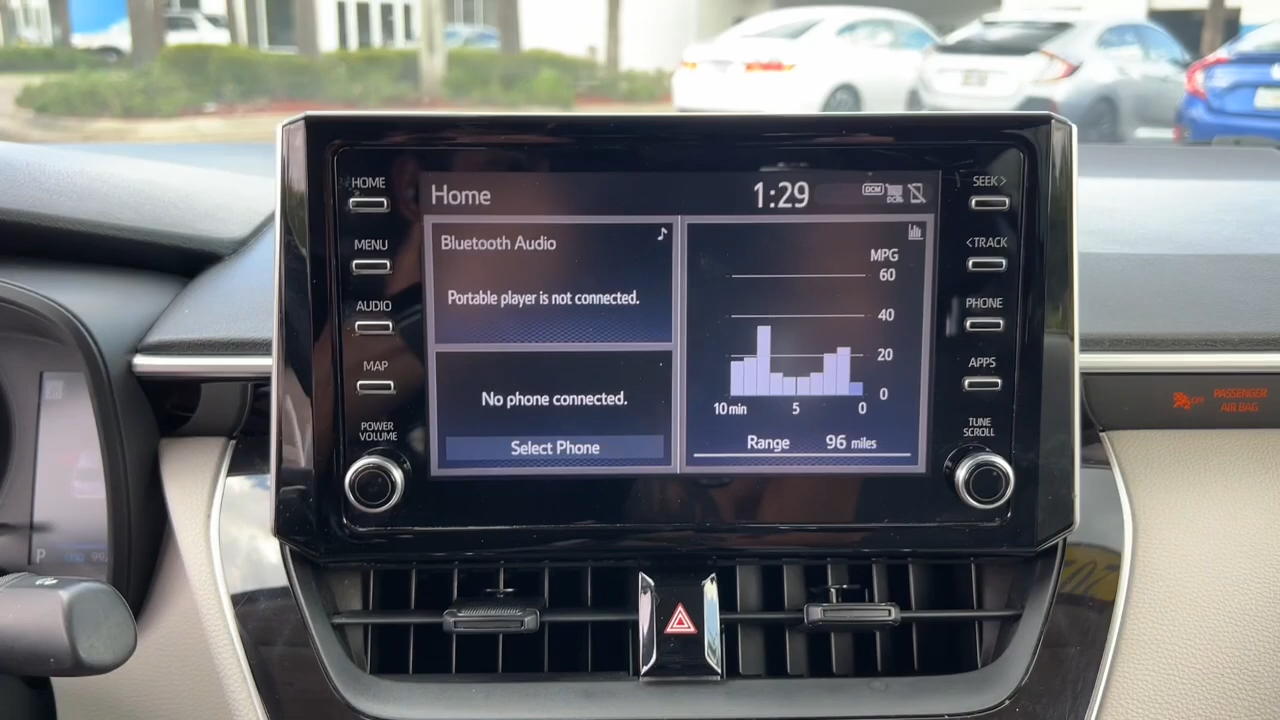 HOME
MENU
AUDIO
MAP
POWER
VOLUME
Home
1:29
DCM
Bluetooth Audio
Portable player is not connected.
No phone connected.
Select Phone
MPG
60
40
20
0
10 min
5
0
Range 96 miles
SEEK>
<TRACK
PHONE
APPS
TUNE
SCROLL
PASSENGER
AIR BAG
OFF
P